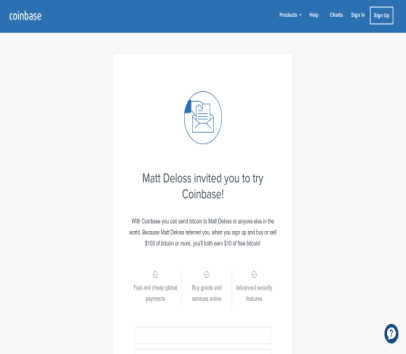 coinbase
Products Help Charts Sign In Sign Up
Matt Deloss invited you to try
Coinbase!
With Coinbase you can send bitcoin to Matt Deloss or anyone else in the
world. Because Matt Deloss referred you, when you sign up and buy or sell
$100 of bitcoin or more, you'll both earn $10 of free bitcoin!
Fast and cheap global
payments
Buy goods and
services online
Advanced security
features
?